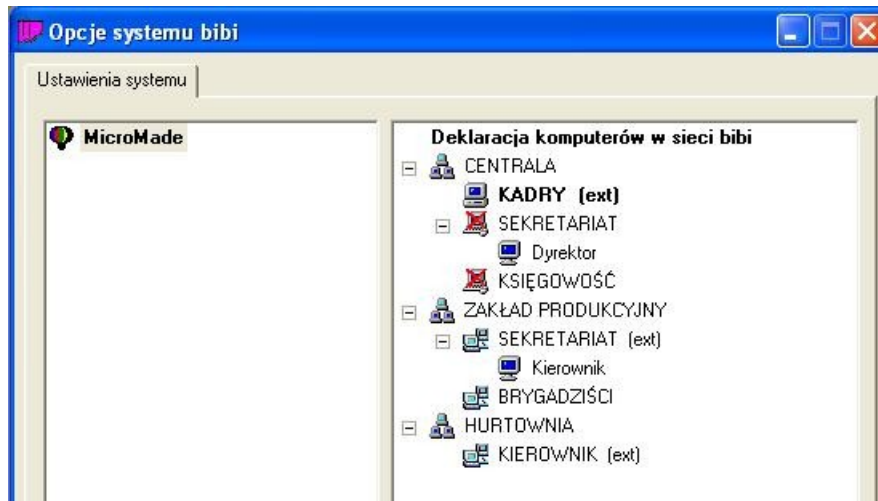 Opcje systemu bibi
Ustawienia systemu
MicroMade
Deklaracja komputerów w sieci bibi
CENTRALA
KADRY (ext)
SEKRETARIAT
Dyrektor
KSIĘGOWOŚĆ
ZAKŁAD PRODUKCYJNY
SEKRETARIAT (ext)
Kierownik
BRYGADZIŚCI
HURTOWNIA
KIEROWNIK (ext)